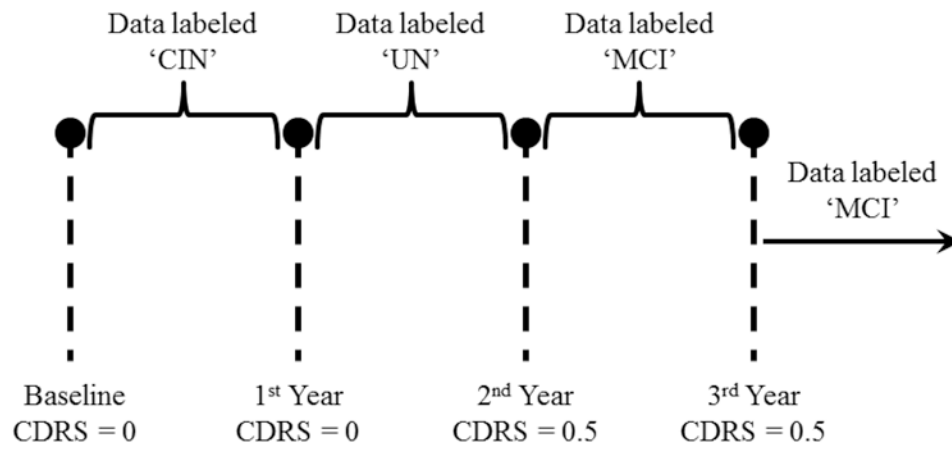 Data labeled
‘CIN’
Data labeled
‘UN’
Data labeled
‘MCI’
Data labeled
‘MCI’
Baseline
CDRS = 0
1st Year
CDRS = 0
2nd Year
CDRS = 0.5
3rd Year
CDRS = 0.5